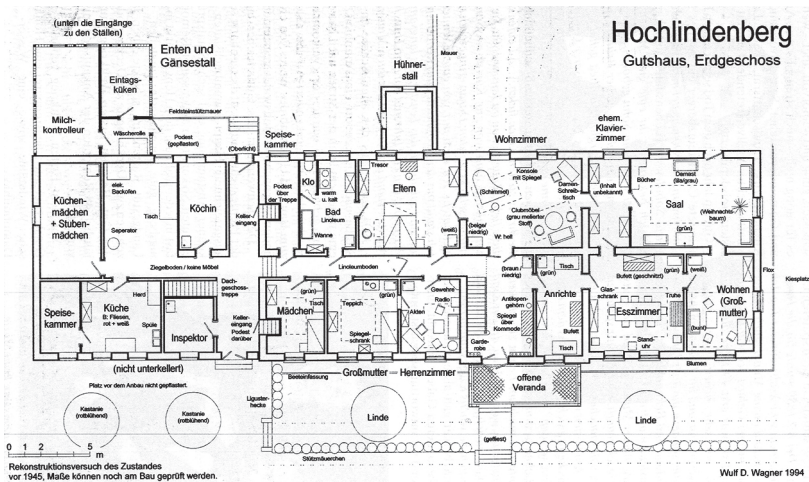 (unten die Eingänge
zu den Ställen)
Hochlindenberg
Gutshaus, Erdgeschoss
Enten und
Gänsestall
Mauer
Eintags-
küken
Hühner-
stall
Milch-
kontrolleur
Feldsteinstützmauer
Wäscherolle
Podest
(gepflastert)
(Oberlicht)
Speise-
kammer
Wohnzimmer
ehem.
Klavier-
zimmer
Küchen-
mädchen
+ Stuben-
mädchen
elek.
Backofen
Tisch
Seperator
Köchin
Keller-
eingang
Podest
über
der Treppe
Klo
warm
u. kalt
Bad
Linoleum
Wanne
Tresor
Eltern
(weiß)
Konsole
mit Spiegel
(Schimmel)
Damen-
Schreib-
tisch
Clubmöbel
(grau melierter
Stoff)
(beige/
niedrig)
W: hell
(Inhalt
unbekannt)
Bücher
Damast
(lila/grau)
Saal
(Weihnachts-
baum)
(grün)
Ziegelboden / keine Möbel
Linoleumboden
Dach-
geschoss-
treppe
Speise-
kammer
Küche
B: Fliesen,
rot + weiß
Herd
Spüle
Inspektor
Keller-
eingang
Podest
darüber
(grün)
Tisch
Mädchen
Teppich
(grün)
Spiegel-
schrank
Gewehre
Radio
Akten
(braun /
niedrig)
Antilopen-
gehörn
Spiegel
über
Kommode
Garde-
robe
(grün)
Tisch
Anrichte
Büfett
Tisch
Büfett (geschnitzt)
(grün)
Glas-
schrank
Truhe
Esszimmer
Stand-
uhr
(weiß)
Wohnen
(Groß-
mutter)
(bunt)
Flox
Kiesplatz
(nicht unterkellert)
Großmutter
Herrenzimmer
Blumen
Platz vor dem Anbau nicht gepflastert.
Beeteinfassung
offene
Veranda
Liguster-
hecke
Kastanie
(rotblühend)
Kastanie
(rotblühend)
Linde
(gefliest)
Linde
0 1 2 5 m
Stützmäuerchen
Rekonstruktionsversuch des Zustandes
vor 1945, Maße können noch am Bau geprüft werden.
Wulf D. Wagner 1994